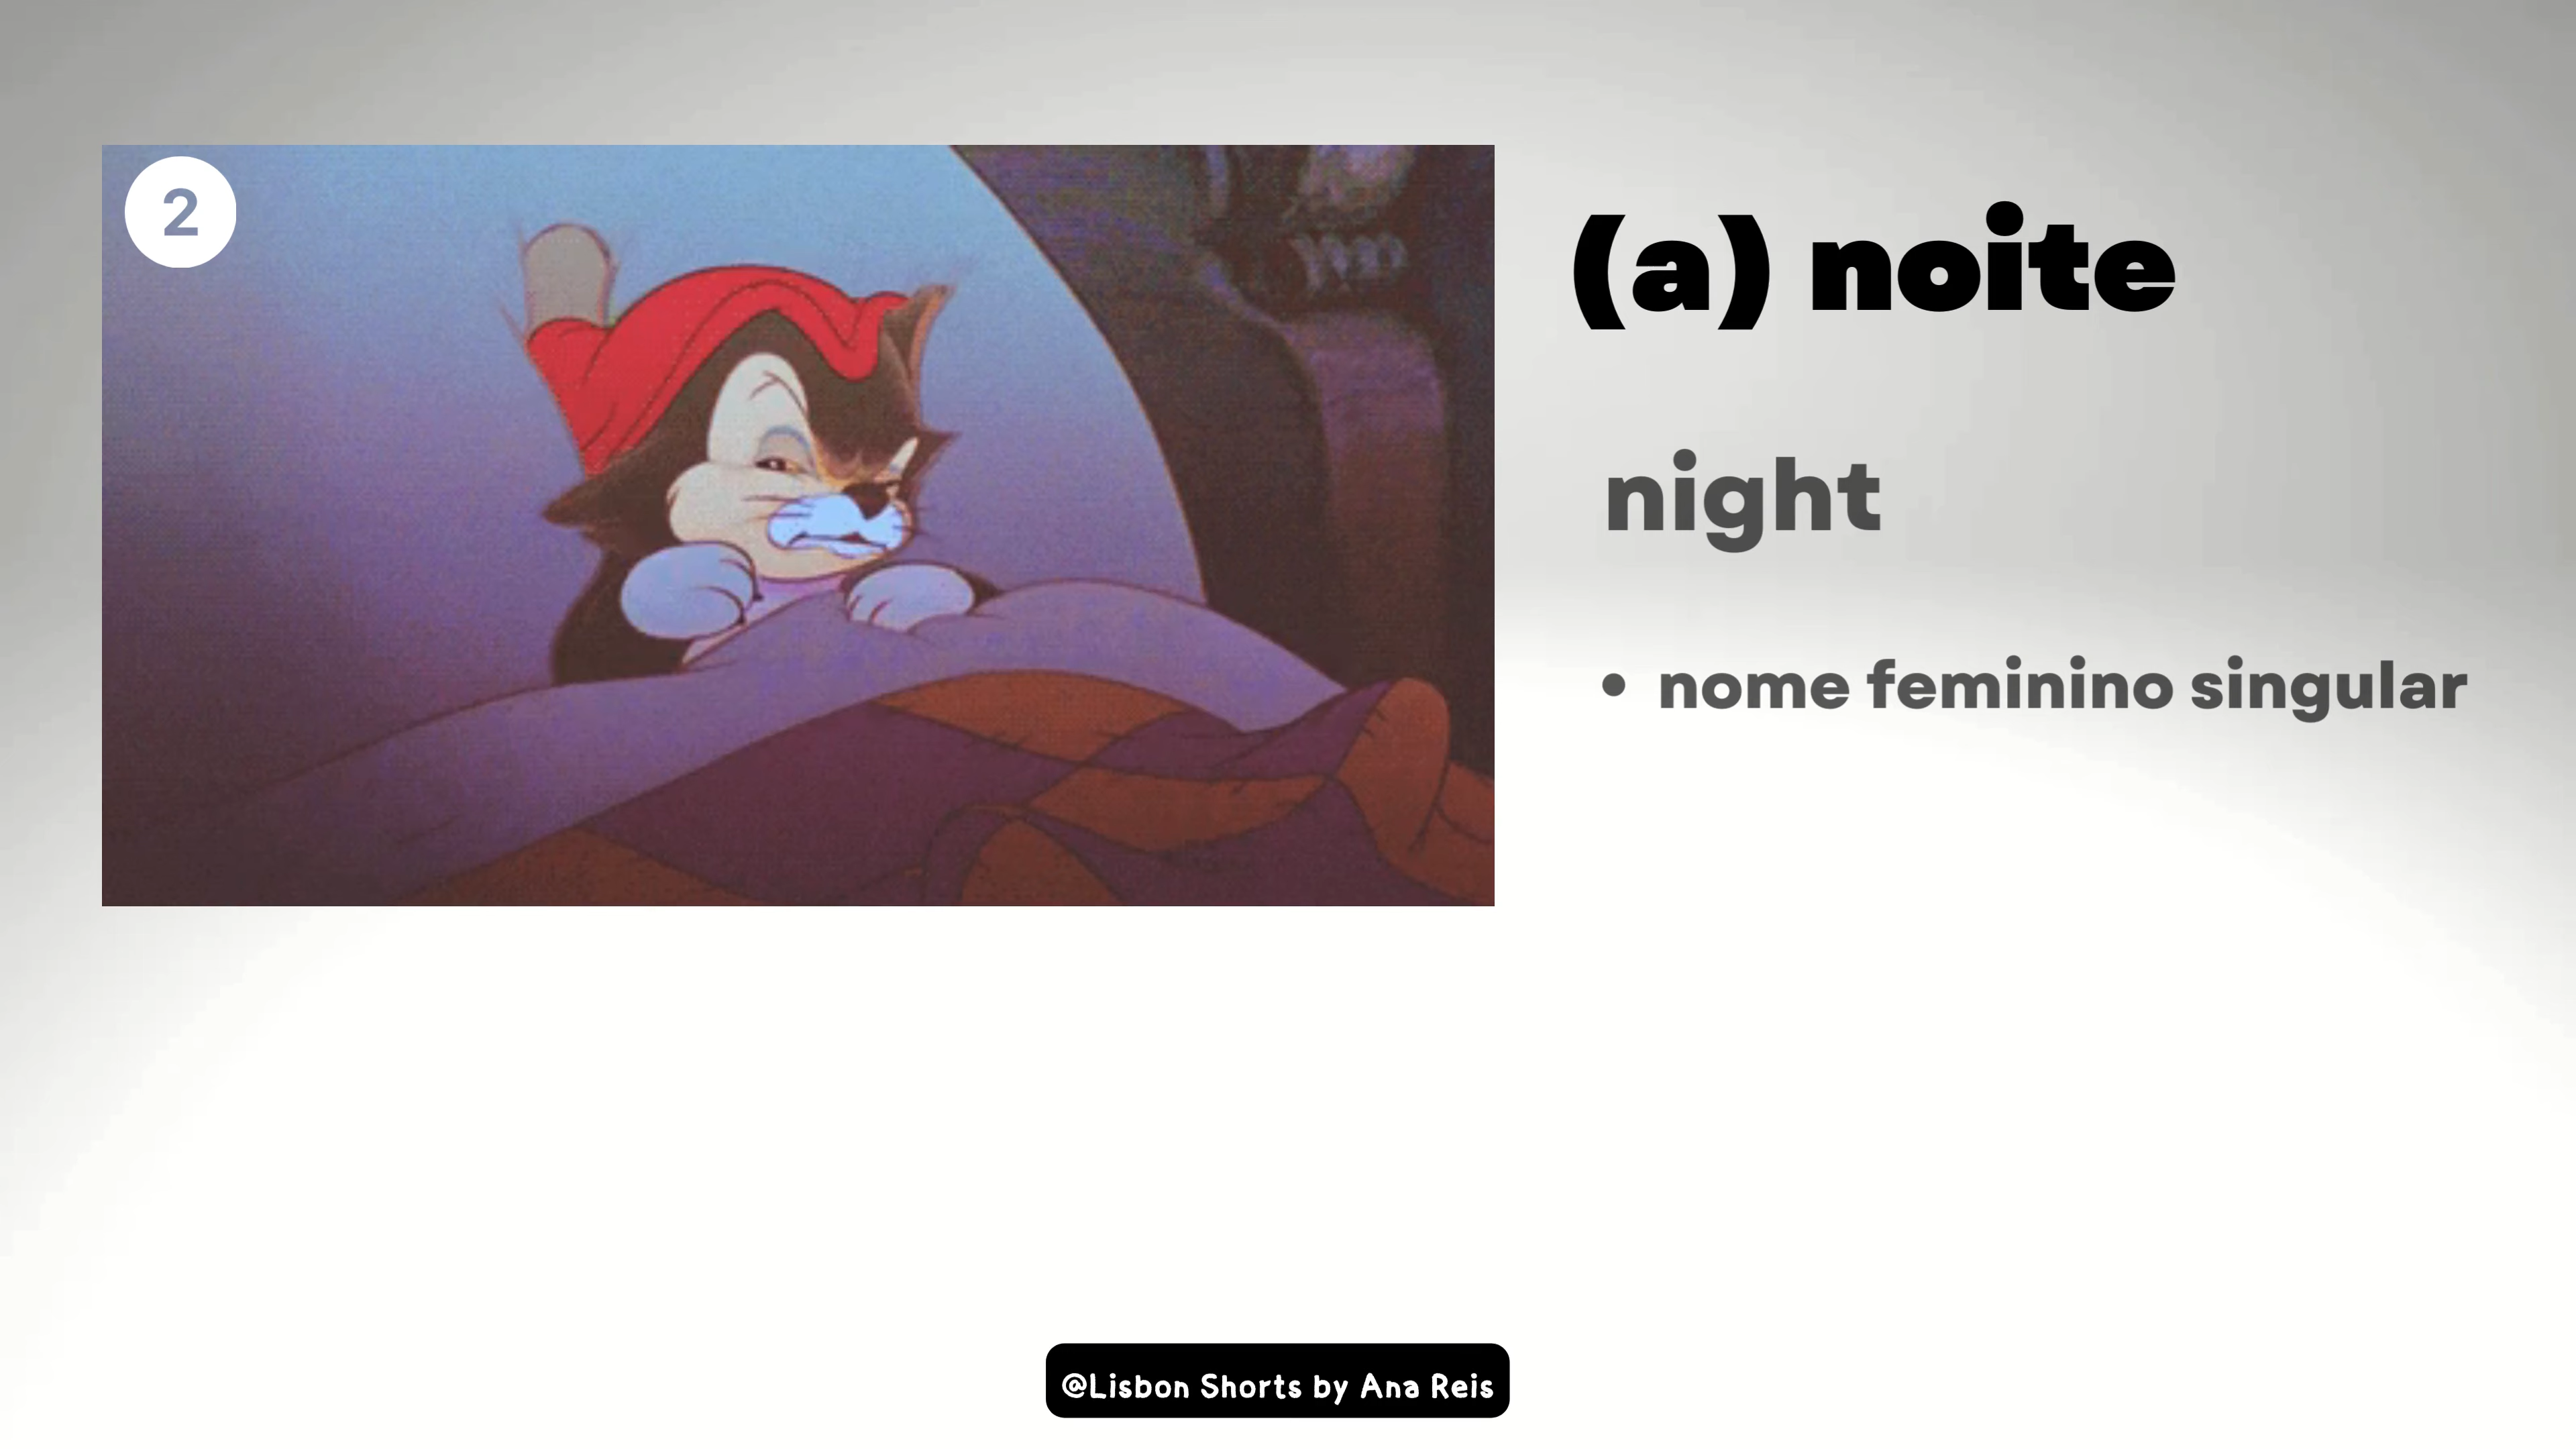 2
(a) noite
night
• nome feminino singular
@Lisbon Shorts by Ana Reis